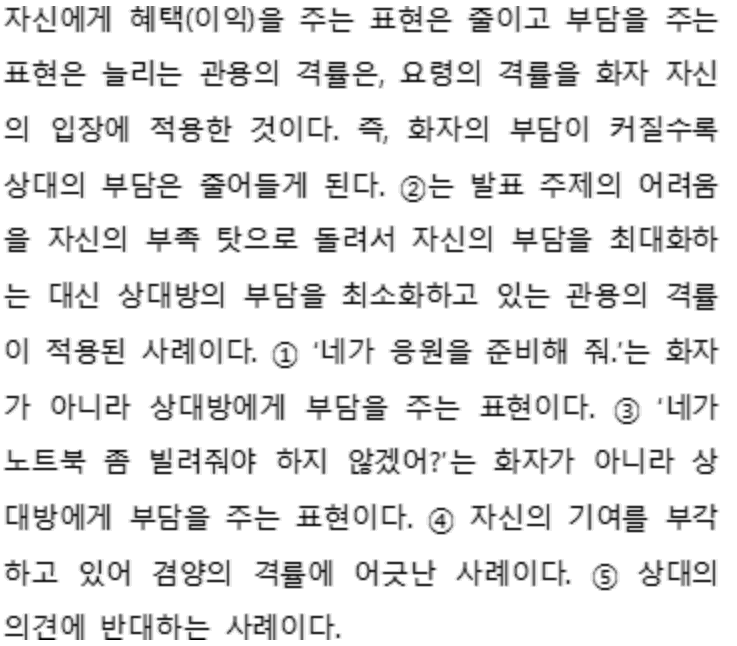 자신에게 혜택(이익)을 주는 표현은 줄이고 부담을 주는
표현은 늘리는 관용의 격률은, 요령의 격률을 화자 자신
의 입장에 적용한 것이다. 즉, 화자의 부담이 커질수록
상대의 부담은 줄어들게 된다. ②는 발표 주제의 어려움
을 자신의 부족 탓으로 돌려서 자신의 부담을 최대화하
는 대신 상대방의 부담을 최소화하고 있는 관용의 격률
이 적용된 사례이다. ① ‘네가 응원을 준비해 줘.’는 화자
가 아니라 상대방에게 부담을 주는 표현이다. ③ ‘네가
노트북 좀 빌려줘야 하지 않겠어?’는 화자가 아니라 상
대방에게 부담을 주는 표현이다. ④ 자신의 기여를 부각
하고 있어 겸양의 격률에 어긋난 사례이다. ⑤ 상대의
의견에 반대하는 사례이다.